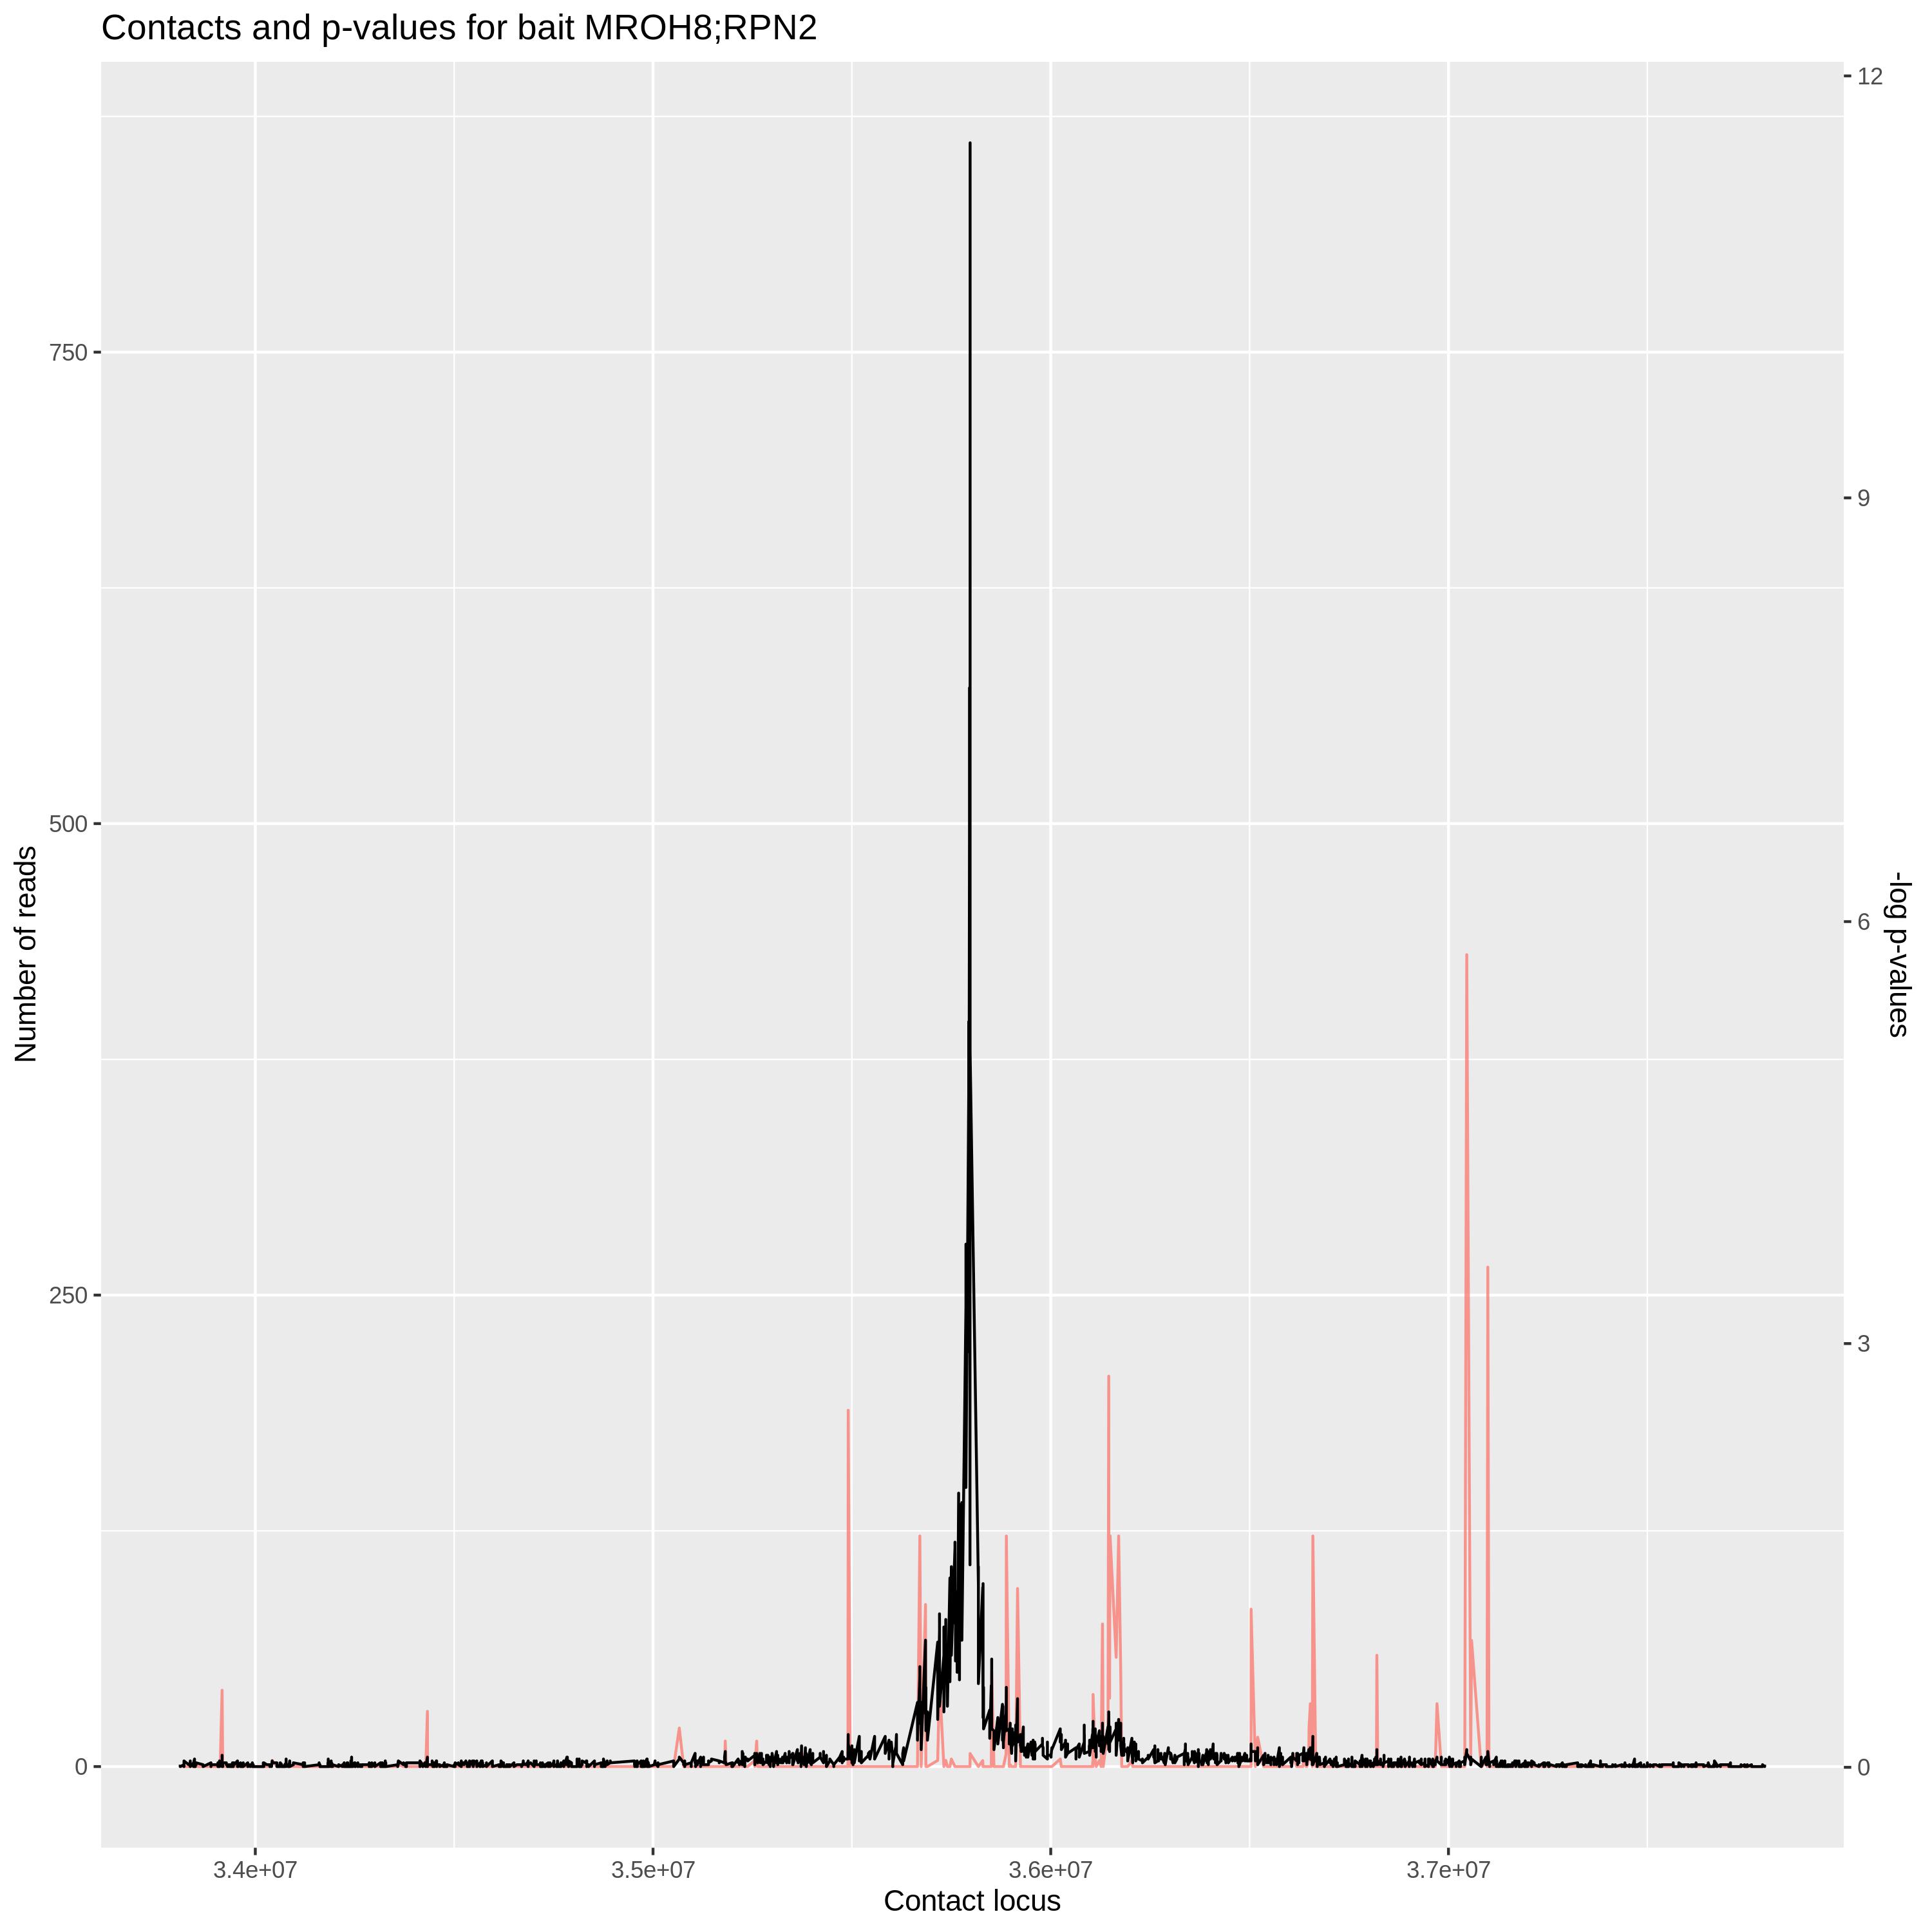 Contacts and p-values for bait MROH8;RPN2
12
9
6
3
0
750
500
250
0
Number of reads
-log p-values
3.4e+07
3.5e+07
3.6e+07
3.7e+07
Contact locus